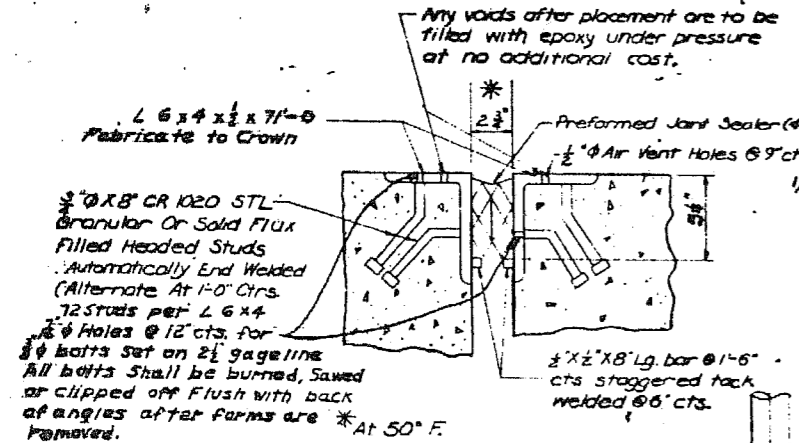 Any voids after placement are to be
filled with epoxy under pressure
at no additional cost.
*
2 3/4"
L 6 x 4 x 1/2 x 71'-0
Fabricate to Crown
Preformed Joint Sealer
1/2" φ Air Vent Holes @ 9" ct
φ X 8" CR 1020 STL
Granular Or Solid Flux
Filled Headed Studs
Automatically End Welded
(Alternate At 1'-0" Ctrs.
72 Studs per L 6 X 4
φ Holes @ 12" cts. for
φ bolts Set on 2 1/2" gageline
All bolts Shall be burned, Sawed
or clipped off Flush with back
of angles after forms are
removed.
* At 50° F.
1/2" X 1/2" X 8" Lg. bar @ 1'-6"
cts staggered tack
welded @ 6" cts.